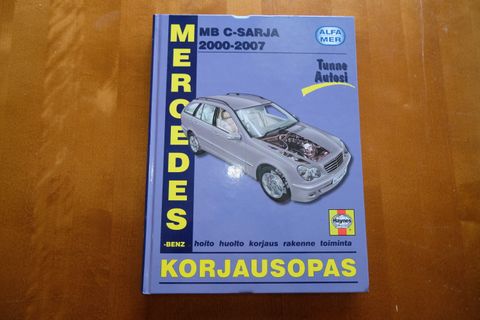 MERCEDES
-BENZ
MB C-SARJA
2000-2007
ALFA
MER
Tunne
Autosi
Haynes
hoito huolto korjaus rakenne toiminta
KORJAUSOPAS